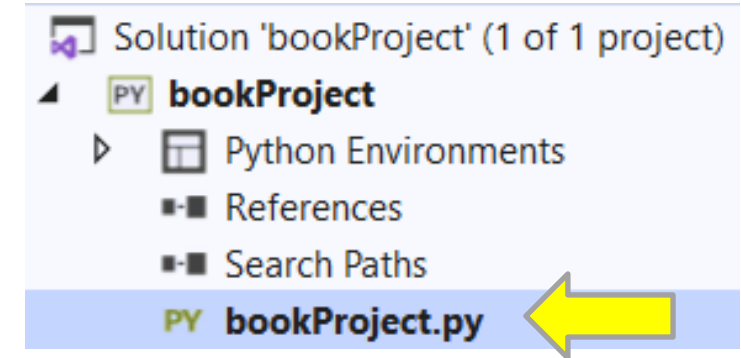 Solution 'bookProject' (1 of 1 project)
PY bookProject
Python Environments
References
Search Paths
PY bookProject.py